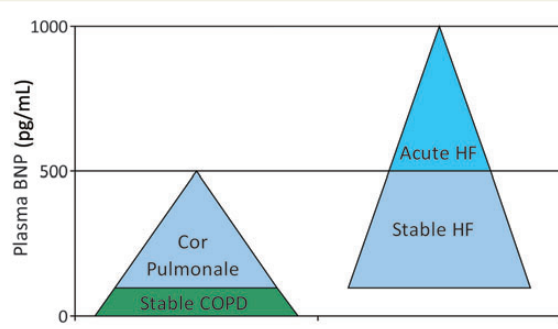 Plasma BNP (pg/mL)
1000
500
0
Acute HF
Stable HF
Cor
Pulmonale
Stable COPD